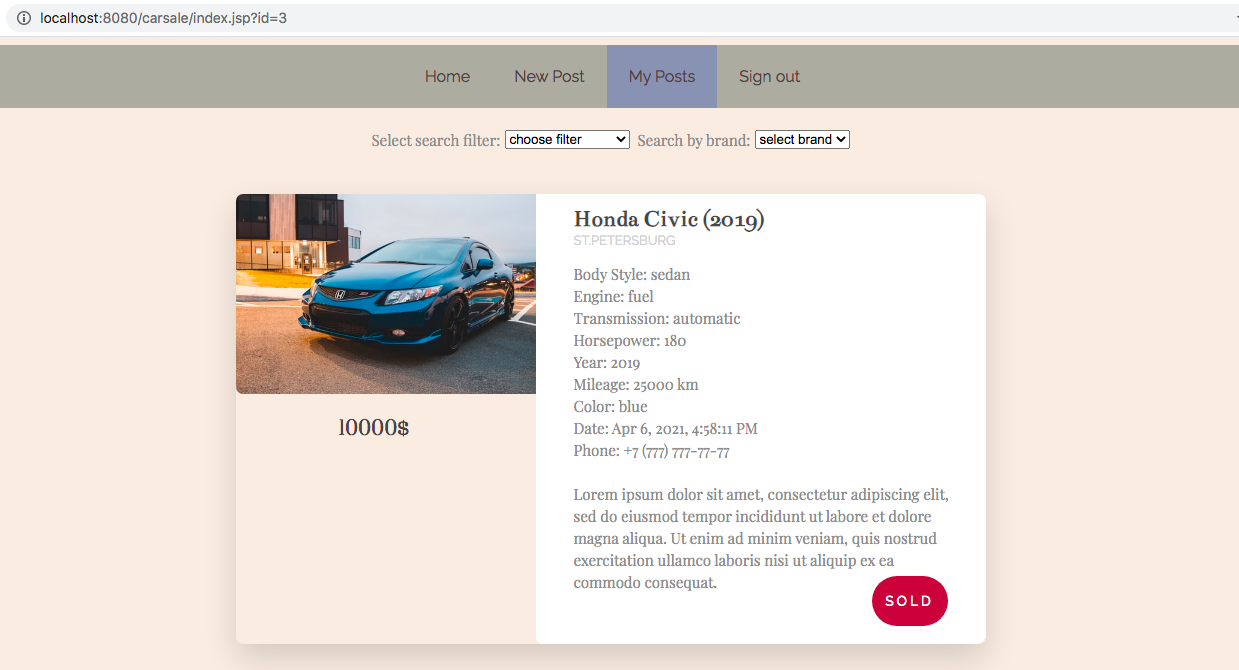 localhost:8080/carsale/index.jsp?id=3
Home New Post My Posts Sign out
Select search filter: choose filter Search by brand: select brand
Honda Civic (2019)
ST.PETERSBURG
Body Style: sedan
Engine: fuel
Transmission: automatic
Horsepower: 180
Year: 2019
Mileage: 25000 km
Color: blue
Date: Apr 6, 2021, 4:58:11 PM
Phone: +7 (777) 777-77-77
10000$
Lorem ipsum dolor sit amet, consectetur adipiscing elit,
sed do eiusmod tempor incididunt ut labore et dolore
magna aliqua. Ut enim ad minim veniam, quis nostrud
exercitation ullamco laboris nisi ut aliquip ex ea
commodo consequat.
SOLD